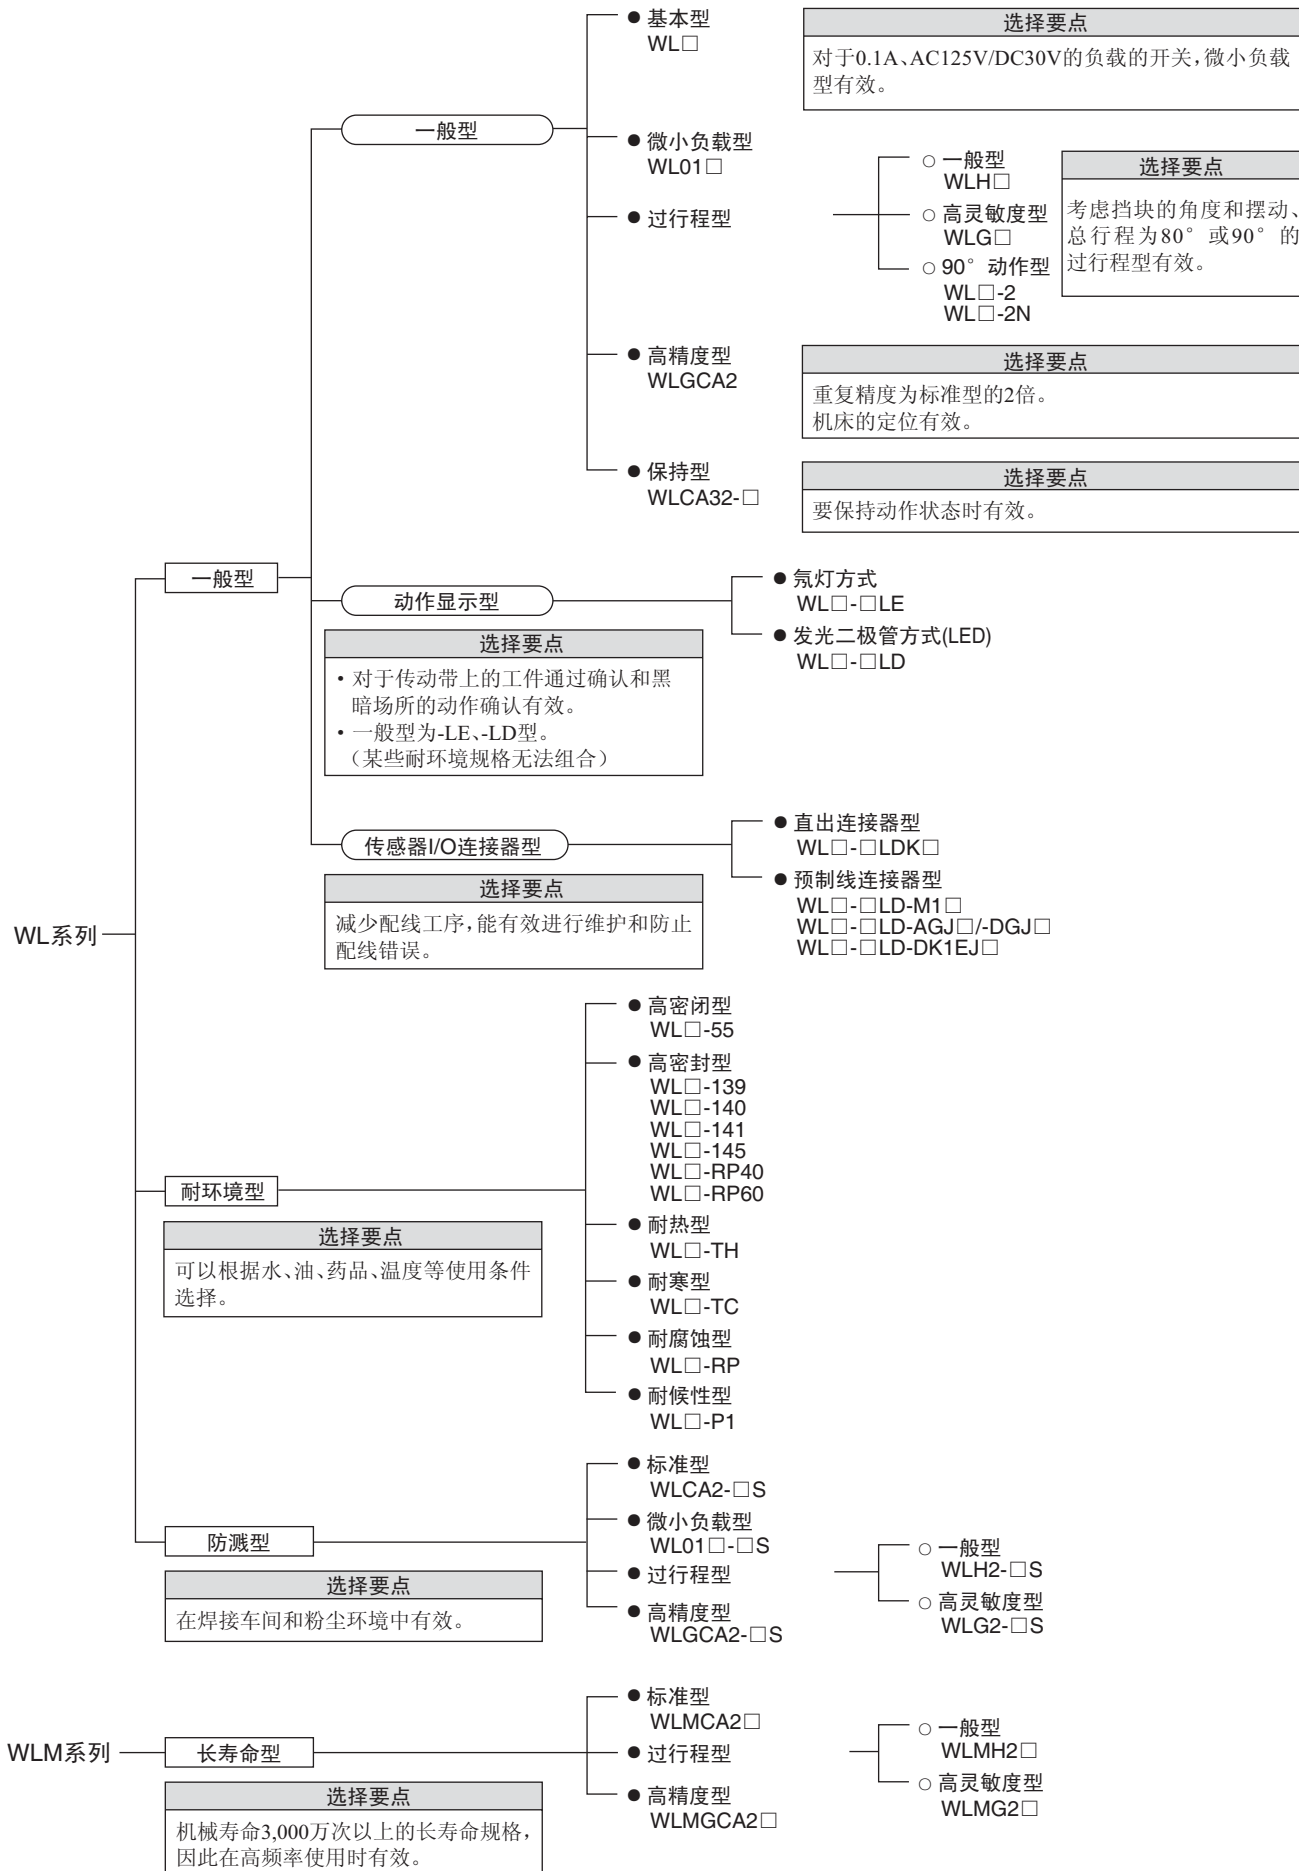 ● 基本型
WL□
选择要点
对于0.1A、AC125V/DC30V的负载的开关，微小负载
型有效。
一般型
● 微小负载型
WL01□
● 过行程型
○ 一般型
WLH□
○ 高灵敏度型
WLG□
○ 90°动作型
WL□-2
WL□-2N
选择要点
考虑挡块的角度和摆动、
总行程为80°或90°的
过行程型有效。
● 高精度型
WLGCA2
选择要点
重复精度为标准型的2倍。
机床的定位有效。
● 保持型
WLCA32-□
选择要点
要保持动作状态时有效。
一般型
动作显示型
● 氖灯方式
WL□-□LE
● 发光二极管方式(LED)
WL□-□LD
选择要点
・对于传动带上的工件通过确认和黑
暗场所的动作确认有效。
・一般型为-LE、-LD型。
（某些耐环境规格无法组合）
传感器I/O连接器型
● 直出连接器型
WL□-□LDK□
● 预制线连接器型
WL□-□LD-M1□
WL□-□LD-AGJ□/-DGJ□
WL□-□LD-DK1EJ□
选择要点
减少配线工序，能有效进行维护和防止
配线错误。
WL系列
● 高密闭型
WL□-55
● 高密封型
WL□-139
WL□-140
WL□-141
WL□-145
WL□-RP40
WL□-RP60
耐环境型
选择要点
可以根据水、油、药品、温度等使用条件
选择。
● 耐热型
WL□-TH
● 耐寒型
WL□-TC
● 耐腐蚀型
WL□-RP
● 耐候性型
WL□-P1
● 标准型
WLCA2-□S
● 微小负载型
WL01□-□S
防溅型
● 过行程型
○ 一般型
WLH2-□S
○ 高灵敏度型
WLG2-□S
● 高精度型
WLGCA2-□S
选择要点
在焊接车间和粉尘环境中有效。
● 标准型
WLMCA2□
WLM系列
长寿命型
● 过行程型
○ 一般型
WLMH2□
○ 高灵敏度型
WLMG2□
● 高精度型
WLMGCA2□
选择要点
机械寿命3,000万次以上的长寿命规格，
因此在高频率使用时有效。